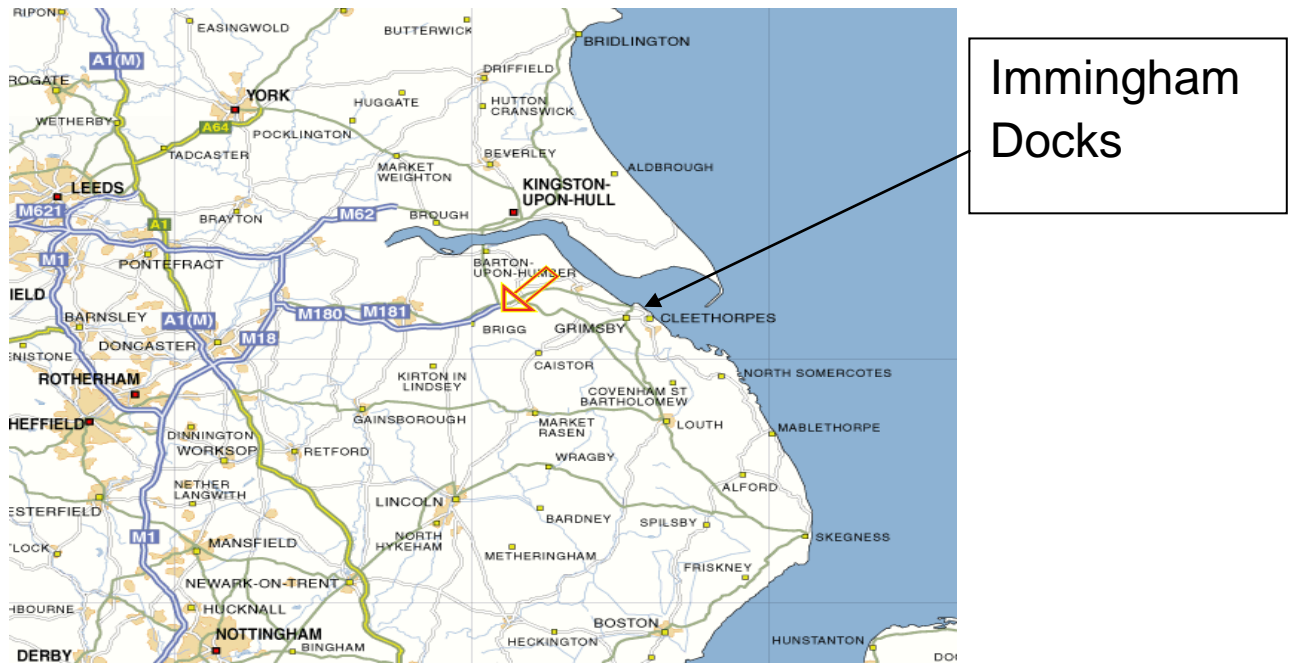 RIPON
EASINGWOLD
BUTTERWICK
BRIDLINGTON
A1(M)
DRIFFIELD
ROGATE
YORK
HUGGATE
HUTTON
CRANSWICK
WETHERBY
A64
POCKLINGTON
TADCASTER
MARKET
WEIGHTON
BEVERLEY
ALDBROUGH
LEEDS
KINGSTON-
UPON-HULL
M621
A1
BRAYTON
M62
BROUGH
M1
PONTEFRACT
BARTON-
UPON-HUMBER
IELD
BARNSLEY
A1(M)
M180
M181
BRIGG
GRIMSBY
CLEETHORPES
DONCASTER
M18
ENISTONE
CAISTOR
ROTHERHAM
KIRTON IN
LINDSEY
NORTH SOMERCOTES
COVENHAM ST
BARTHOLOMEW
HEFFIELD
GAINSBOROUGH
MARKET
RASEN
LOUTH
MABLETHORPE
DINNINGTON
WORKSOP
RETFORD
WRAGBY
NETHER
LANGWITH
LINCOLN
ALFORD
ESTERFIELD
BARDNEY
SPILSBY
M1
NORTH
HYKEHAM
SKEGNESS
TLOCK
MANSFIELD
METHERINGHAM
FRISKNEY
NEWARK-ON-TRENT
HBOURNE
HUCKNALL
BOSTON
NOTTINGHAM
HECKINGTON
HUNSTANTON
DERBY
BINGHAM
DO
Immingham
Docks